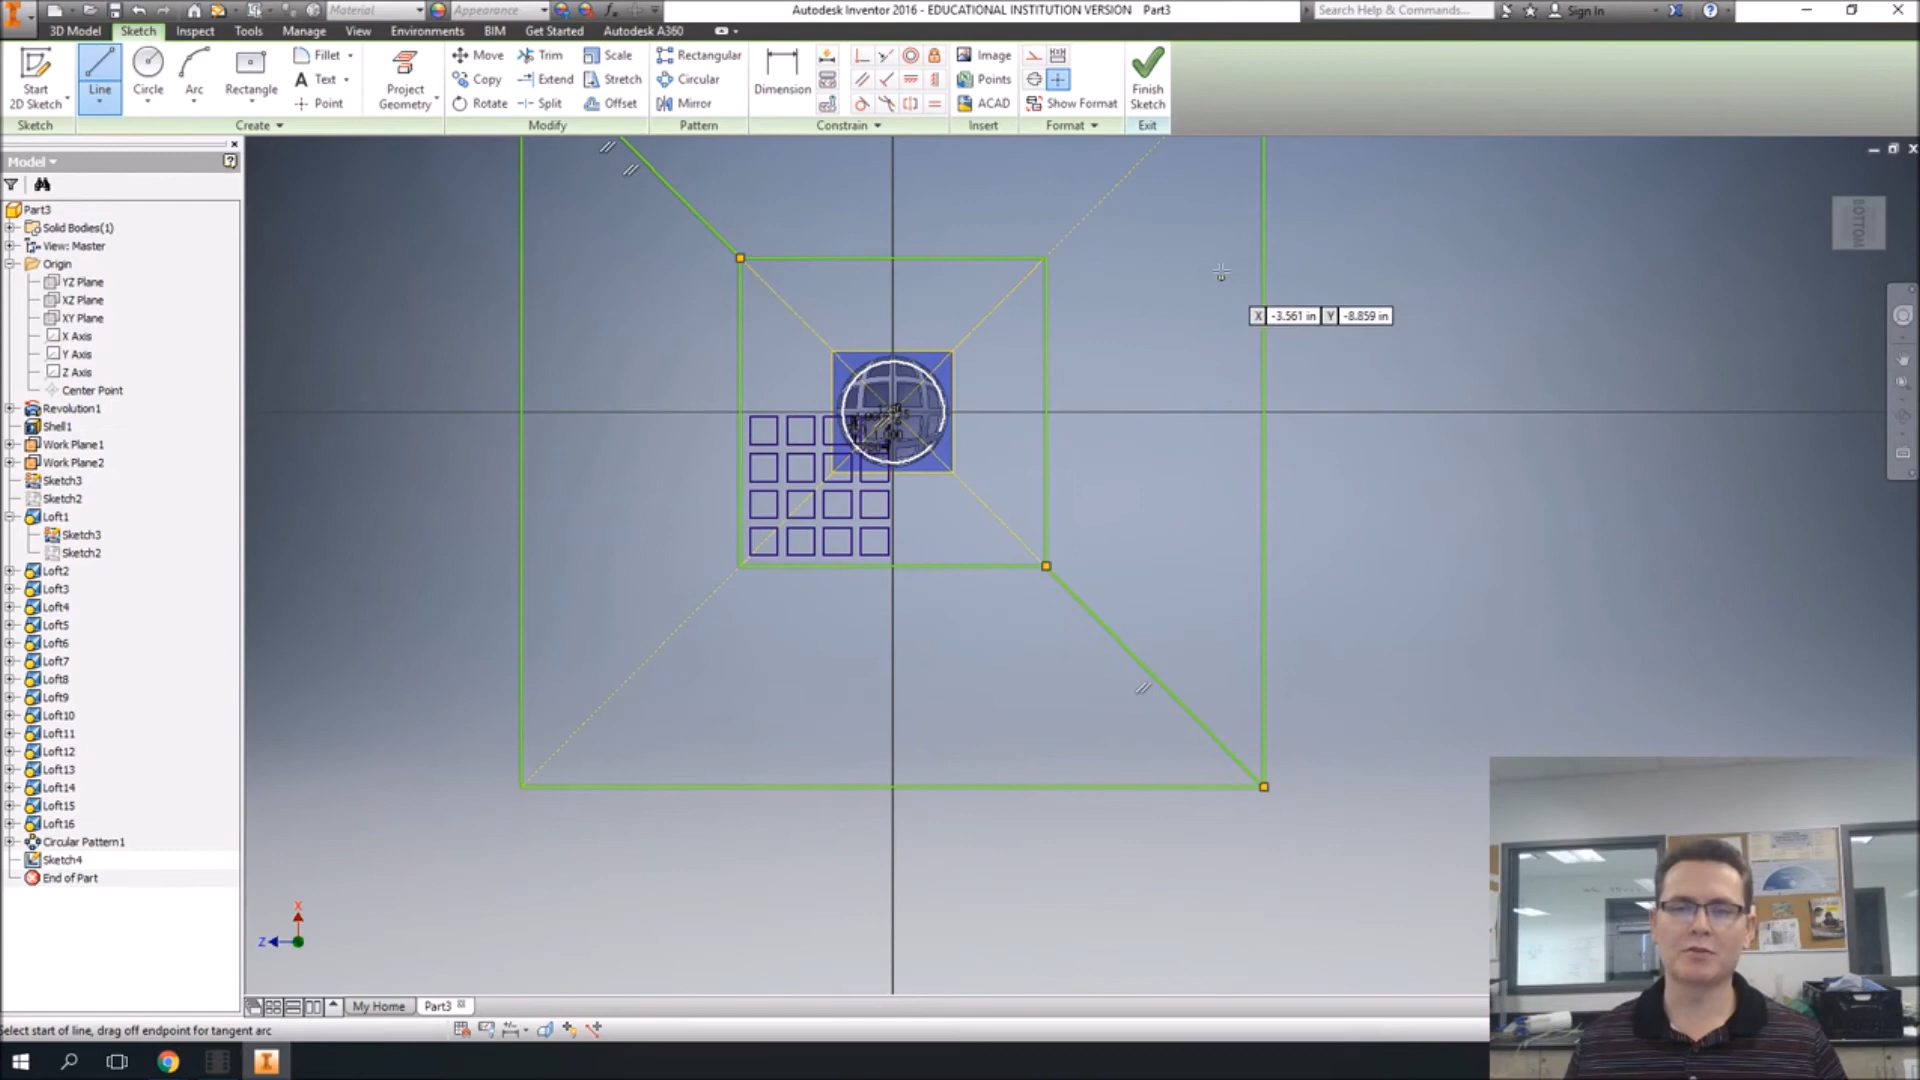 Material
Appearance
Autodesk Inventor 2016 - EDUCATIONAL INSTITUTION VERSION Part3
Search Help & Commands...
Sign In
3D Model
Sketch
Inspect
Tools
Manage
View
Environments
BIM
Get Started
Autodesk A360
Start
2D Sketch
Line
Circle
Arc
Rectangle
Fillet
Text
Point
Project
Geometry
Move
Copy
Rotate
Trim
Extend
Split
Scale
Stretch
Offset
Rectangular
Circular
Mirror
Dimension
Image
Points
ACAD
Show Format
Finish
Sketch
Sketch
Create
Modify
Pattern
Constrain
Insert
Format
Exit
Model
Part3
Solid Bodies(1)
View: Master
Origin
YZ Plane
XZ Plane
XY Plane
X Axis
Y Axis
Z Axis
Center Point
Revolution1
Shell1
Work Plane1
Work Plane2
Sketch3
Sketch2
Loft1
Sketch3
Sketch2
Loft2
Loft3
Loft4
Loft5
Loft6
Loft7
Loft8
Loft9
Loft10
Loft11
Loft12
Loft13
Loft14
Loft15
Loft16
Circular Pattern1
Sketch4
End of Part
BOTTOM
X -3.561 in Y -8.859 in
X
Z
My Home
Part3
Select start of line, drag off endpoint for tangent arc